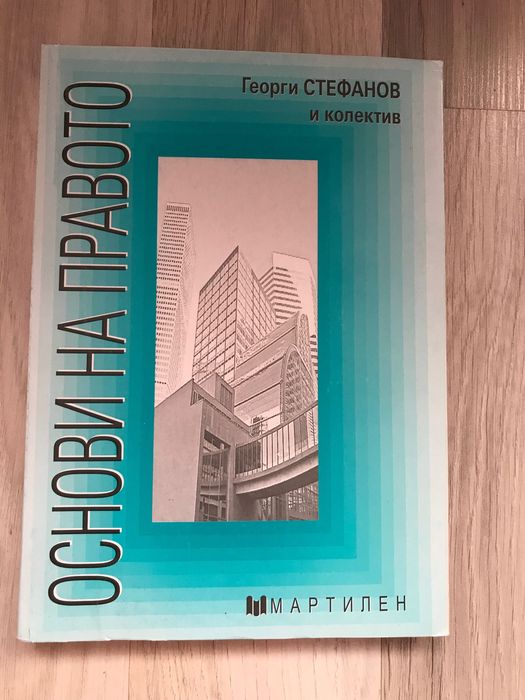 Георги СТЕФАНОВ
и колектив
ОСНОВИ НА ПРАВОТО
МАРТИЛЕН